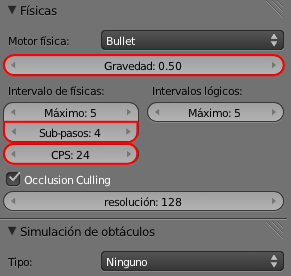 Físicas
Motor física: Bullet
Gravedad: 0.50
Intervalo de físicas: Intervalos lógicos:
Máximo: 5 Máximo: 5
Sub-pasos: 4
CPS: 24
Occlusion Culling
resolución: 128
Simulación de obtáculos
Tipo: Ninguno